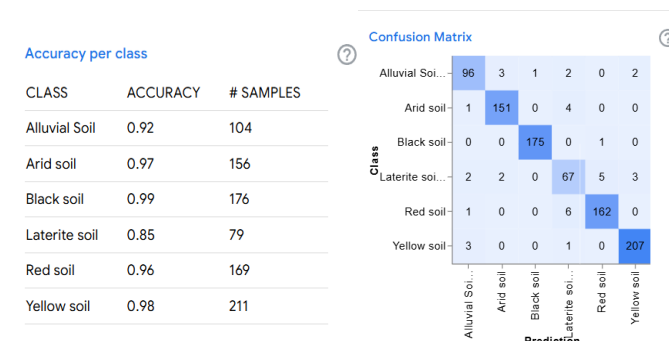 Accuracy per class
CLASS ACCURACY # SAMPLES
Alluvial Soil 0.92 104
Arid soil 0.97 156
Black soil 0.99 176
Laterite soil 0.85 79
Red soil 0.96 169
Yellow soil 0.98 211
Confusion Matrix
Class
Alluvial Soi... 96 3 1 2 0 2
Arid soil 1 151 0 4 0 0
Black soil 0 0 175 0 1 0
Laterite soi... 2 2 0 67 5 3
Red soil 1 0 0 6 162 0
Yellow soil 3 0 0 1 0 207
Alluvial Soi...
Arid soil
Black soil
Laterite soi...
Red soil
Yellow soil
Prediction